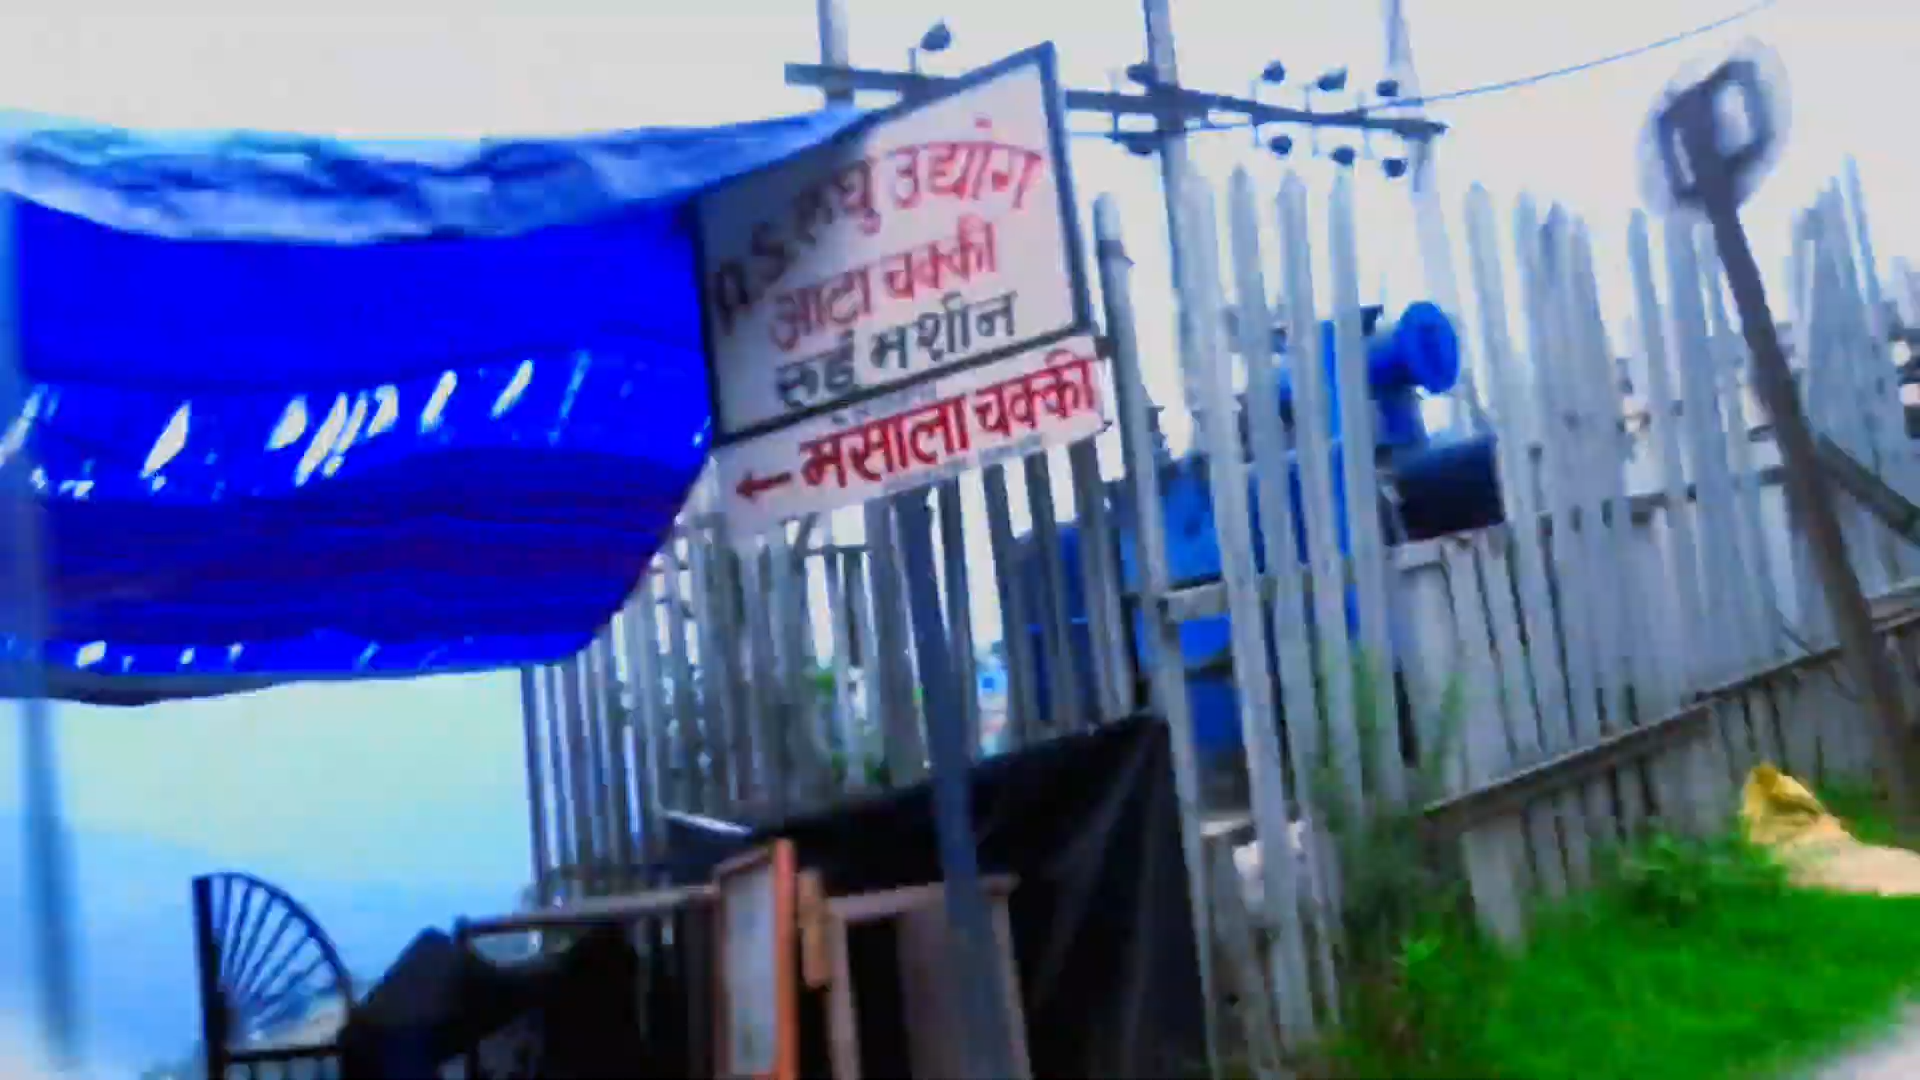 लघु उद्योग
आटा चक्की
रुई मशीन
← मसाला चक्की